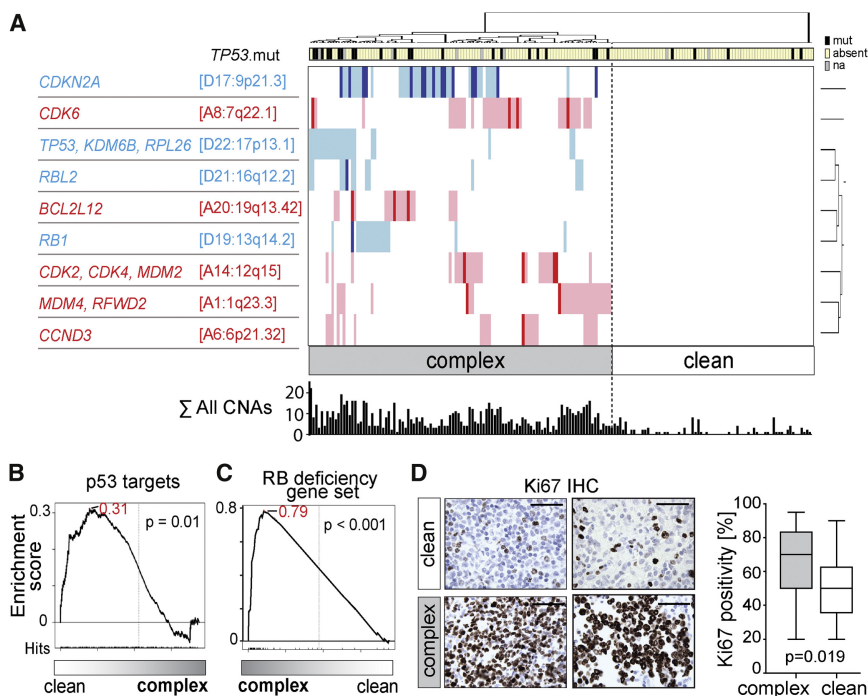 A
TP53.mut
mut
absent
na
CDKN2A [D17:9p21.3]
CDK6 [A8:7q22.1]
TP53, KDM6B, RPL26 [D22:17p13.1]
RBL2 [D21:16q12.2]
BCL2L12 [A20:19q13.42]
RB1 [D19:13q14.2]
CDK2, CDK4, MDM2 [A14:12q15]
MDM4, RFWD2 [A1:1q23.3]
CCND3 [A6:6p21.32]
complex clean
∑ All CNAs
20
10
0
B
p53 targets
0.3
0.31
p = 0.01
Enrichment
score
0
Hits
clean complex
C
RB deficiency
gene set
0.8
0.79
p < 0.001
0
complex clean
D
Ki67 IHC
clean
complex
Ki67 positivity [%]
100
80
60
40
20
0
p=0.019
complex clean